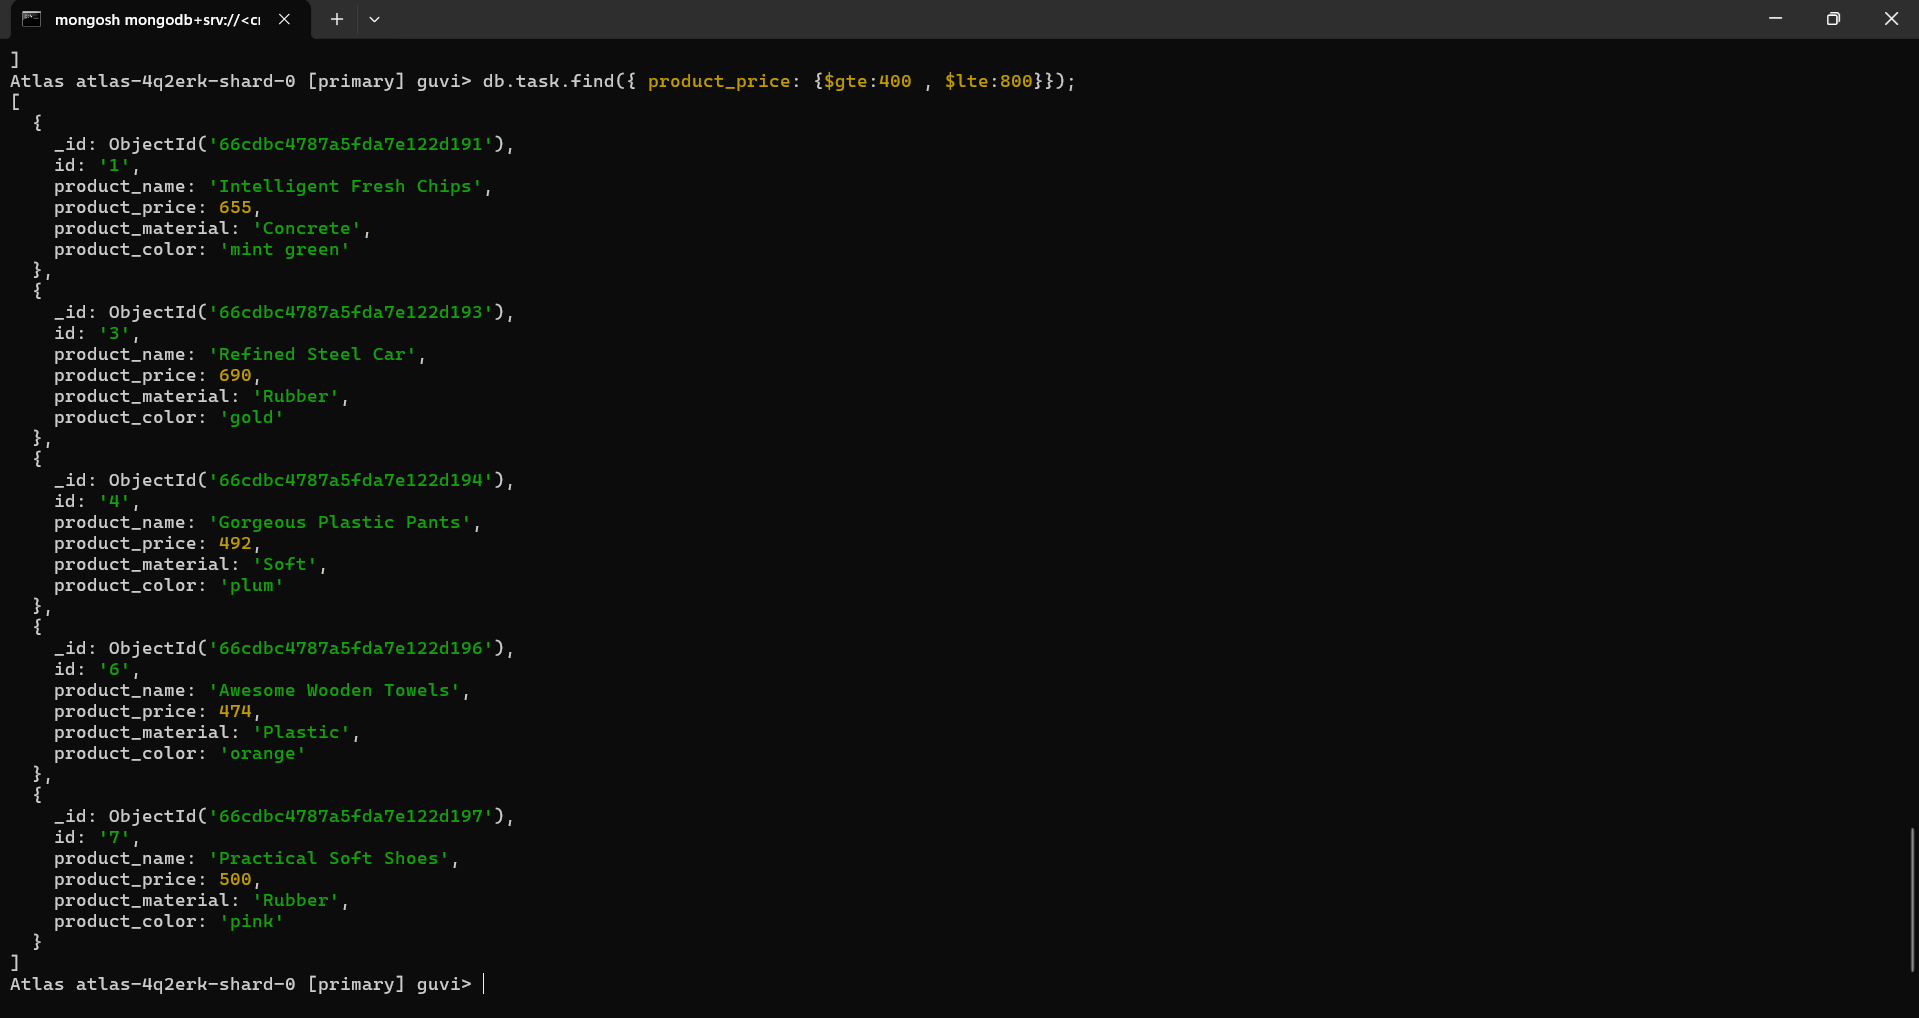 mongosh mongodb+srv://<cr
]
Atlas atlas-4q2erk-shard-0 [primary] guvi> db.task.find({ product_price: {$gte:400 , $lte:800}});
[
  {
    _id: ObjectId('66cdbc4787a5fda7e122d191'),
    id: '1',
    product_name: 'Intelligent Fresh Chips',
    product_price: 655,
    product_material: 'Concrete',
    product_color: 'mint green'
  },
  {
    _id: ObjectId('66cdbc4787a5fda7e122d193'),
    id: '3',
    product_name: 'Refined Steel Car',
    product_price: 690,
    product_material: 'Rubber',
    product_color: 'gold'
  },
  {
    _id: ObjectId('66cdbc4787a5fda7e122d194'),
    id: '4',
    product_name: 'Gorgeous Plastic Pants',
    product_price: 492,
    product_material: 'Soft',
    product_color: 'plum'
  },
  {
    _id: ObjectId('66cdbc4787a5fda7e122d196'),
    id: '6',
    product_name: 'Awesome Wooden Towels',
    product_price: 474,
    product_material: 'Plastic',
    product_color: 'orange'
  },
  {
    _id: ObjectId('66cdbc4787a5fda7e122d197'),
    id: '7',
    product_name: 'Practical Soft Shoes',
    product_price: 500,
    product_material: 'Rubber',
    product_color: 'pink'
  }
]
Atlas atlas-4q2erk-shard-0 [primary] guvi>